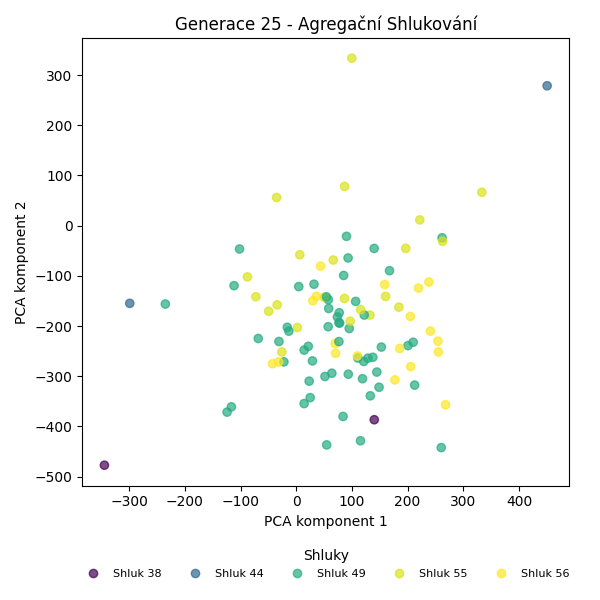 Generace 25 - Agregační Shlukování
PCA komponent 2
300
200
100
0
−100
−200
−300
−400
−500
−300 −200 −100 0 100 200 300 400
PCA komponent 1
Shluky
Shluk 38 Shluk 44 Shluk 49 Shluk 55 Shluk 56